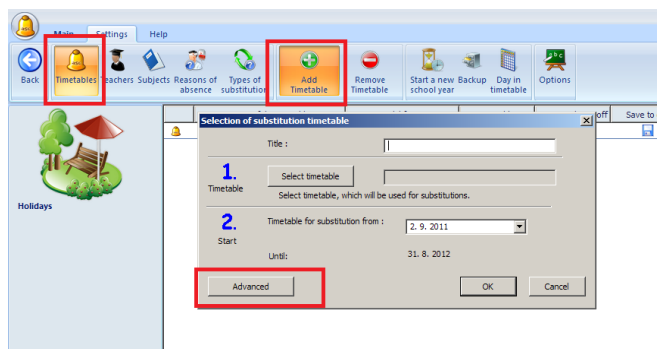 Main Settings Help
Back Timetables Teachers Subjects Reasons of absence Types of substitution Add Timetable Remove Timetable Start a new school year Backup Day in timetable Options
off Save to
Selection of substitution timetable
Title :
1.
Timetable
Select timetable
Select timetable, which will be used for substitutions.
2.
Start
Timetable for substitution from :
2. 9. 2011
Until:
31. 8. 2012
Advanced OK Cancel
Holidays